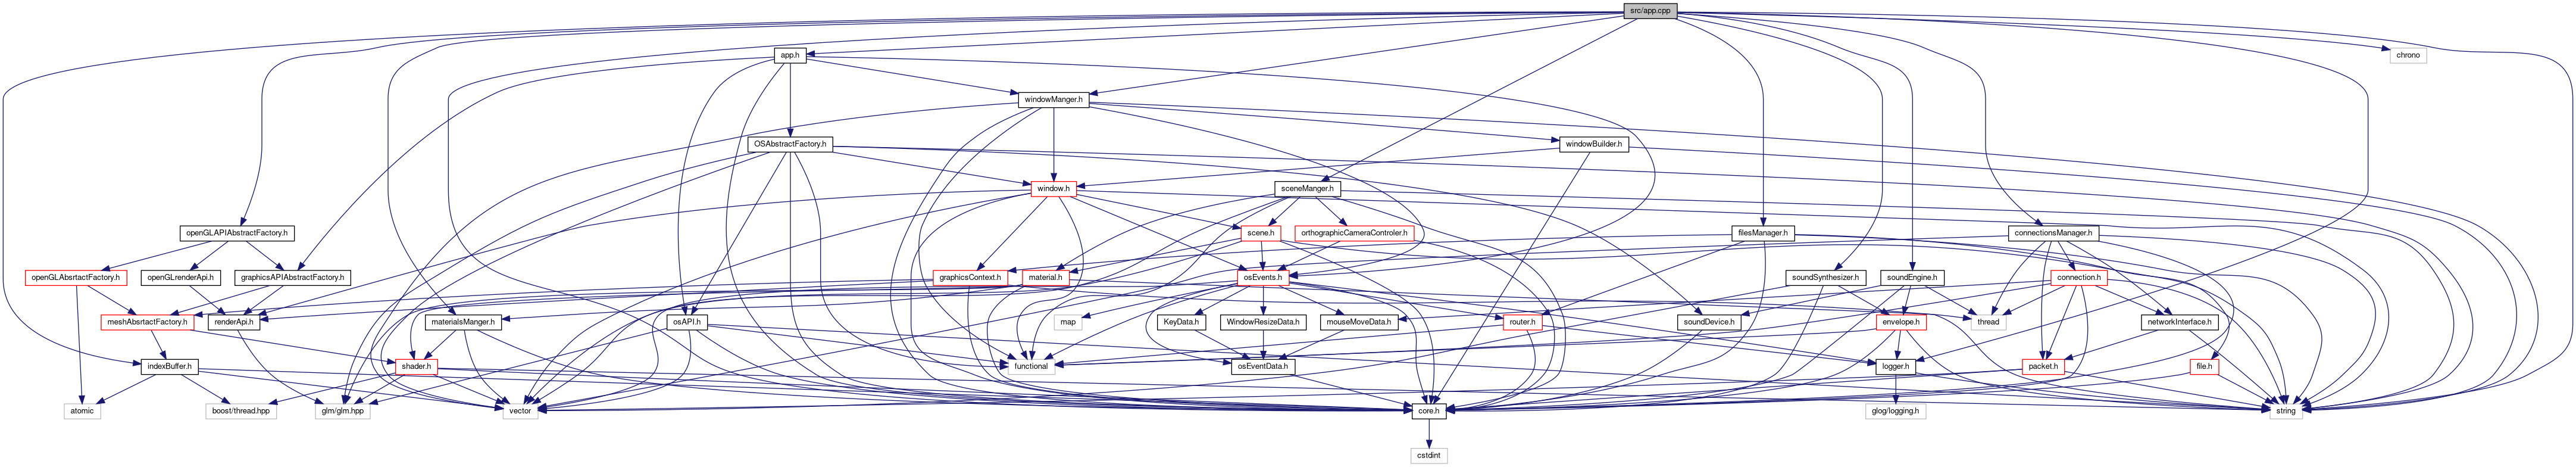 src/app.cpp
app.h
chrono
windowManger.h
OSAbstractFactory.h
windowBuilder.h
window.h
sceneManger.h
openGLAPIAbstractFactory.h
scene.h
orthographicCameraControler.h
filesManager.h
connectionsManager.h
openGLAbsrtactFactory.h
openGLrenderApi.h
graphicsAPIAbstractFactory.h
graphicsContext.h
material.h
osEvents.h
soundSynthesizer.h
soundEngine.h
connection.h
meshAbsrtactFactory.h
renderApi.h
materialsManger.h
osAPI.h
map
KeyData.h
WindowResizeData.h
mouseMoveData.h
router.h
soundDevice.h
envelope.h
thread
networkInterface.h
indexBuffer.h
shader.h
functional
osEventData.h
logger.h
packet.h
file.h
atomic
boost/thread.hpp
glm/glm.hpp
vector
core.h
glog/logging.h
string
cstdint